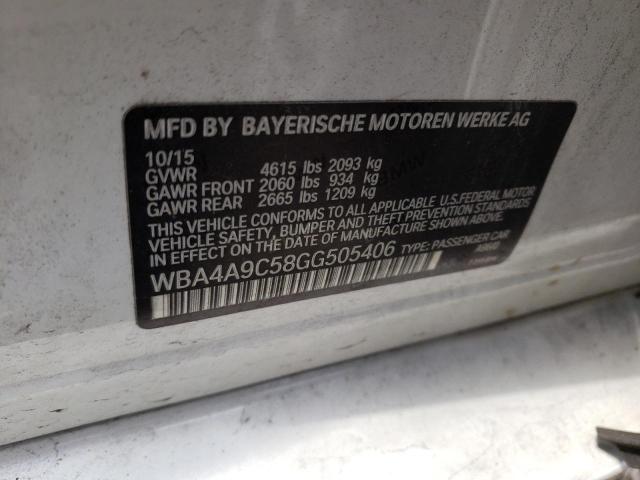 MFD BY BAYERISCHE MOTOREN WERKE AG
10/15
GVWR 4615 lbs 2093 kg
GAWR FRONT 2060 lbs 934 kg
GAWR REAR 2665 lbs 1209 kg
THIS VEHICLE CONFORMS TO ALL APPLICABLE U.S.FEDERAL MOTOR
VEHICLE SAFETY, BUMPER AND THEFT PREVENTION STANDARDS
IN EFFECT ON THE DATE OF MANUFACTURE SHOWN ABOVE.
WBA4A9C58GG505406 TYPE: PASSENGER CAR